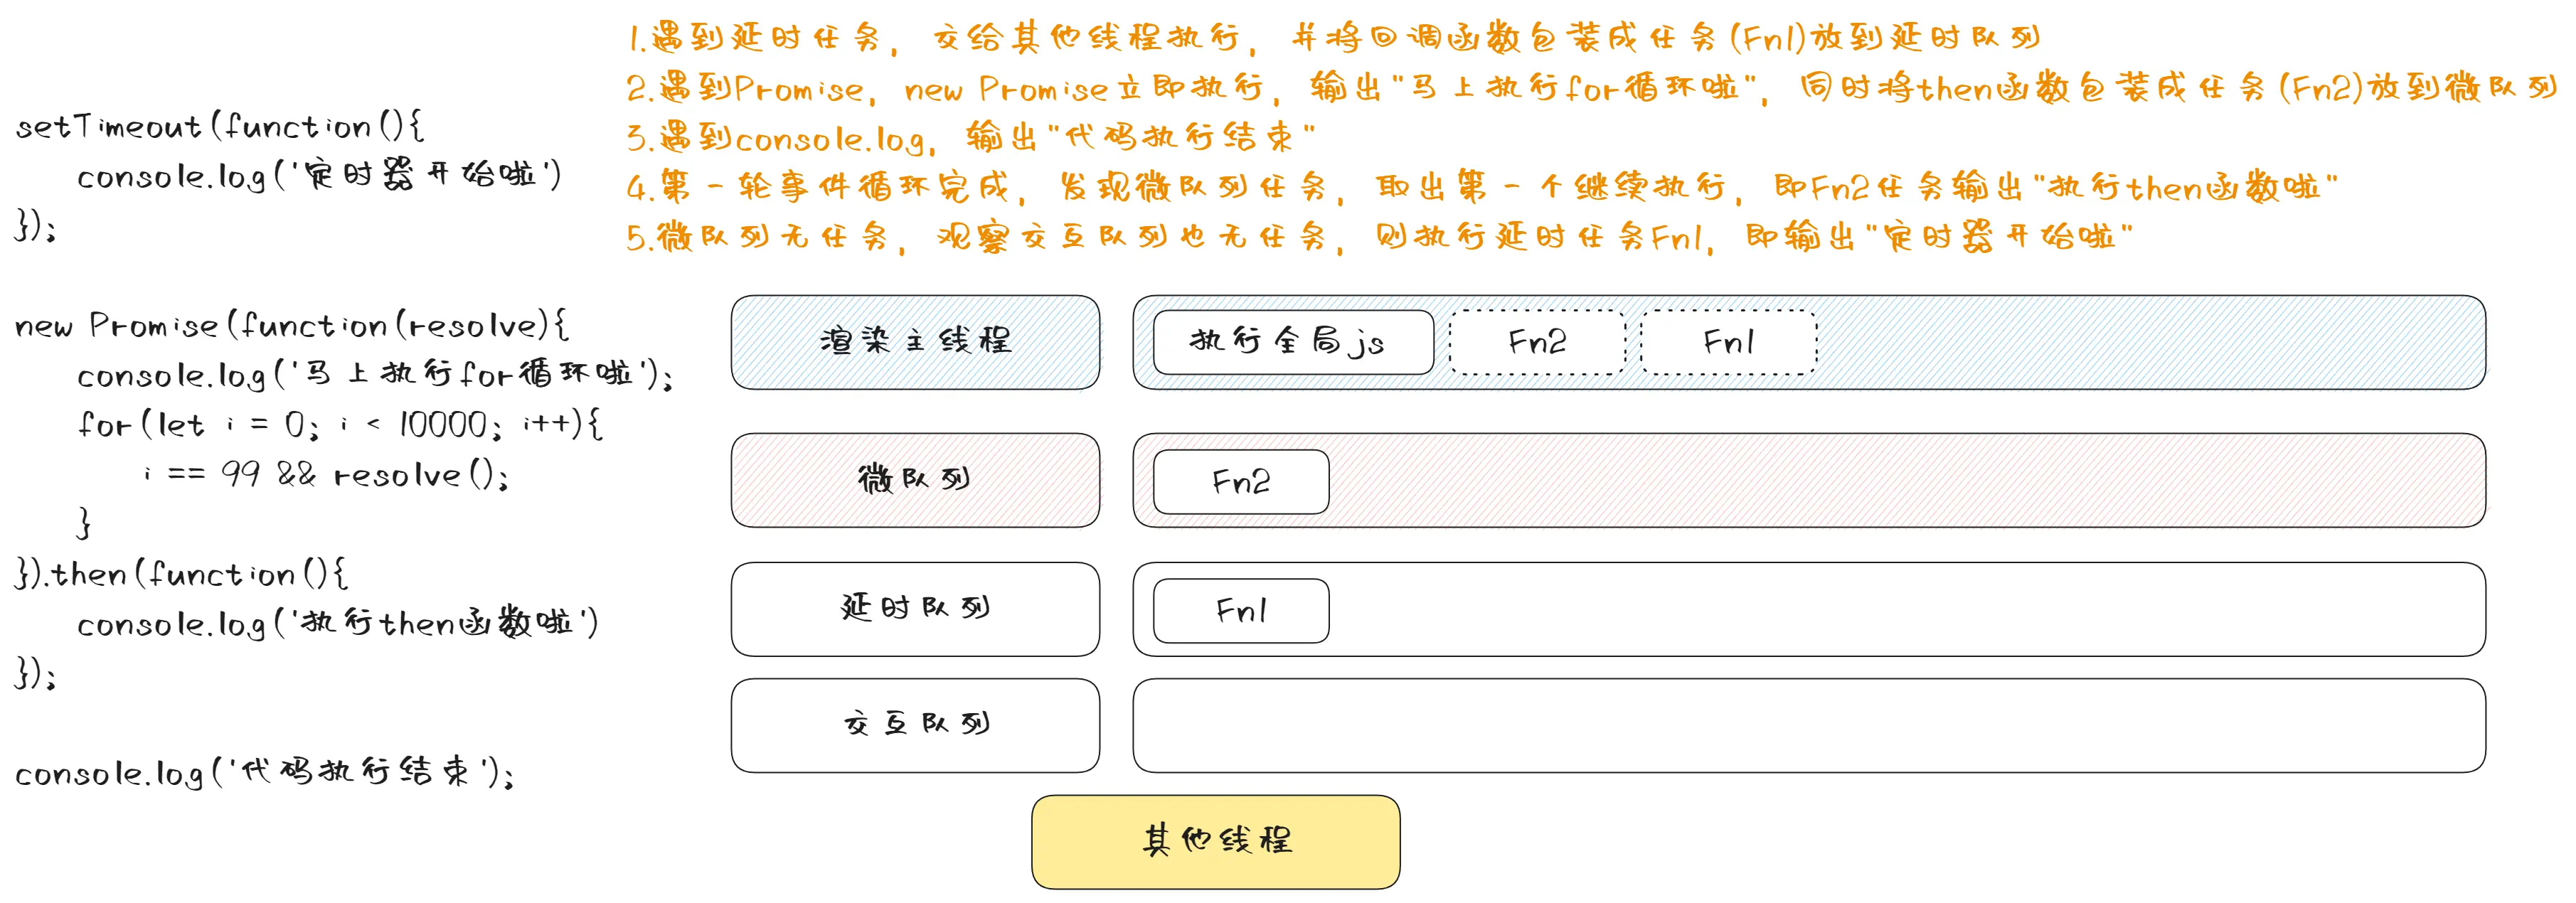 1.遇到延时任务，交给其他线程执行，并将回调函数包装成任务(Fn1)放到延时队列
2.遇到Promise，new Promise立即执行，输出"马上执行for循环啦"，同时将then函数包装成任务(Fn2)放到微队列
3.遇到console.log，输出"代码执行结束"
4.第一轮事件循环完成，发现微队列任务，取出第一个继续执行，即Fn2任务输出"执行then函数啦"
5.微队列无任务，观察交互队列也无任务，则执行延时任务Fn1，即输出"定时器开始啦"
setTimeout(function(){
console.log('定时器开始啦')
});
new Promise(function(resolve){
console.log('马上执行for循环啦');
for(let i = 0; i < 10000; i++){
i == 99 && resolve();
}
}).then(function(){
console.log('执行then函数啦')
});
console.log('代码执行结束');
渲染主线程
执行全局js
Fn2
Fn1
微队列
Fn2
延时队列
Fn1
交互队列
其他线程